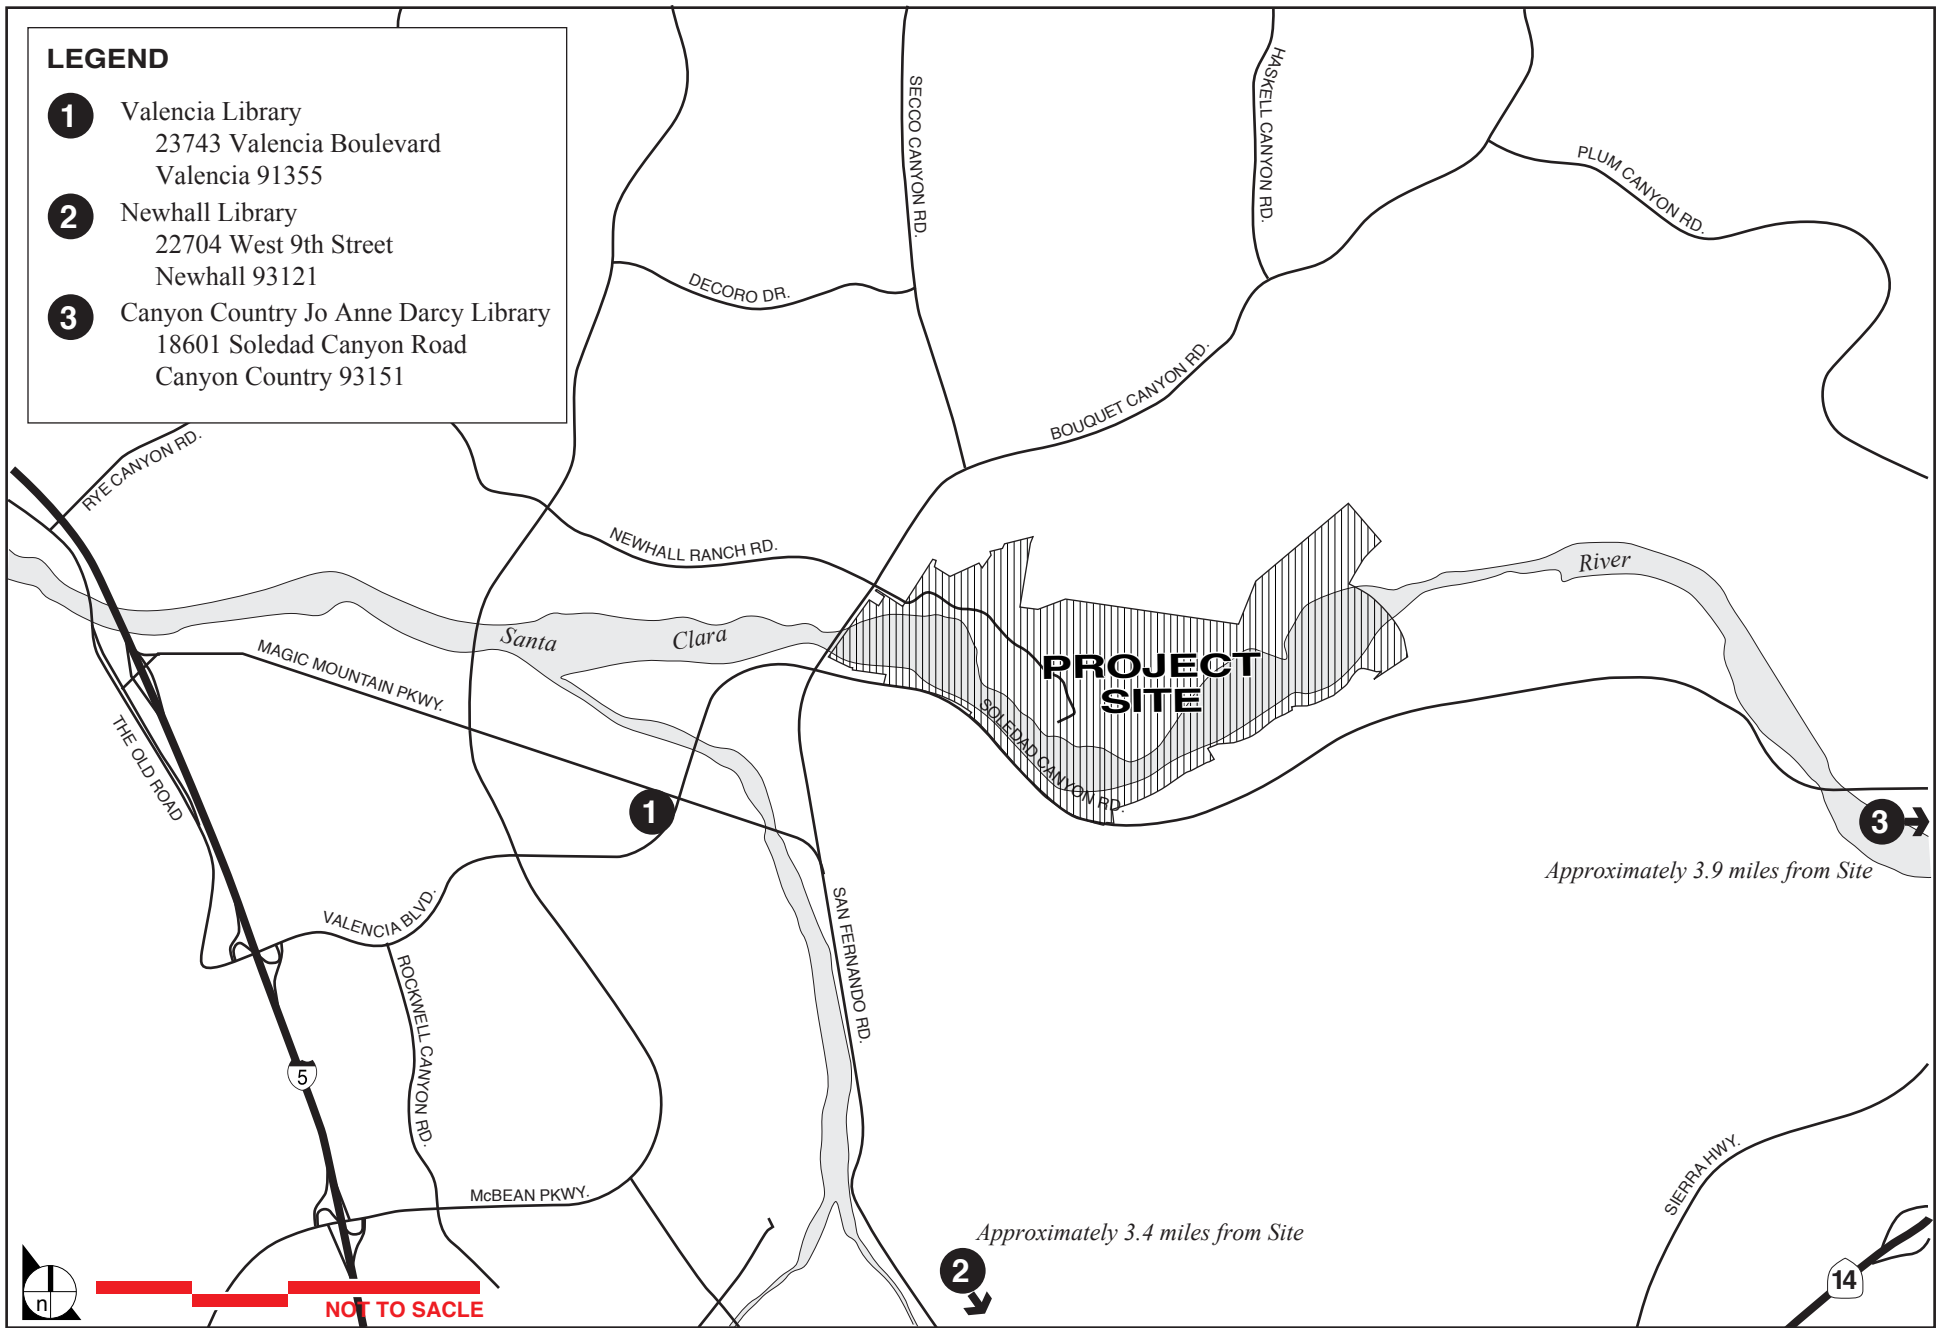 LEGEND
1 Valencia Library
23743 Valencia Boulevard
Valencia 91355
2 Newhall Library
22704 West 9th Street
Newhall 93121
3 Canyon Country Jo Anne Darcy Library
18601 Soledad Canyon Road
Canyon Country 93151
SECCO CANYON RD.
HASKELL CANYON RD.
PLUM CANYON RD.
DECORO DR.
BOUQUET CANYON RD.
RYE CANYON RD.
NEWHALL RANCH RD.
River
Santa
Clara
MAGIC MOUNTAIN PKWY.
PROJECT
SITE
SOLEDAD CANYON RD.
THE OLD ROAD
1
3
Approximately 3.9 miles from Site
VALENCIA BLVD.
SAN FERNANDO RD.
ROCKWELL CANYON RD.
5
McBEAN PKWY.
SIERRA HWY.
Approximately 3.4 miles from Site
2
14
n
NOT TO SACLE